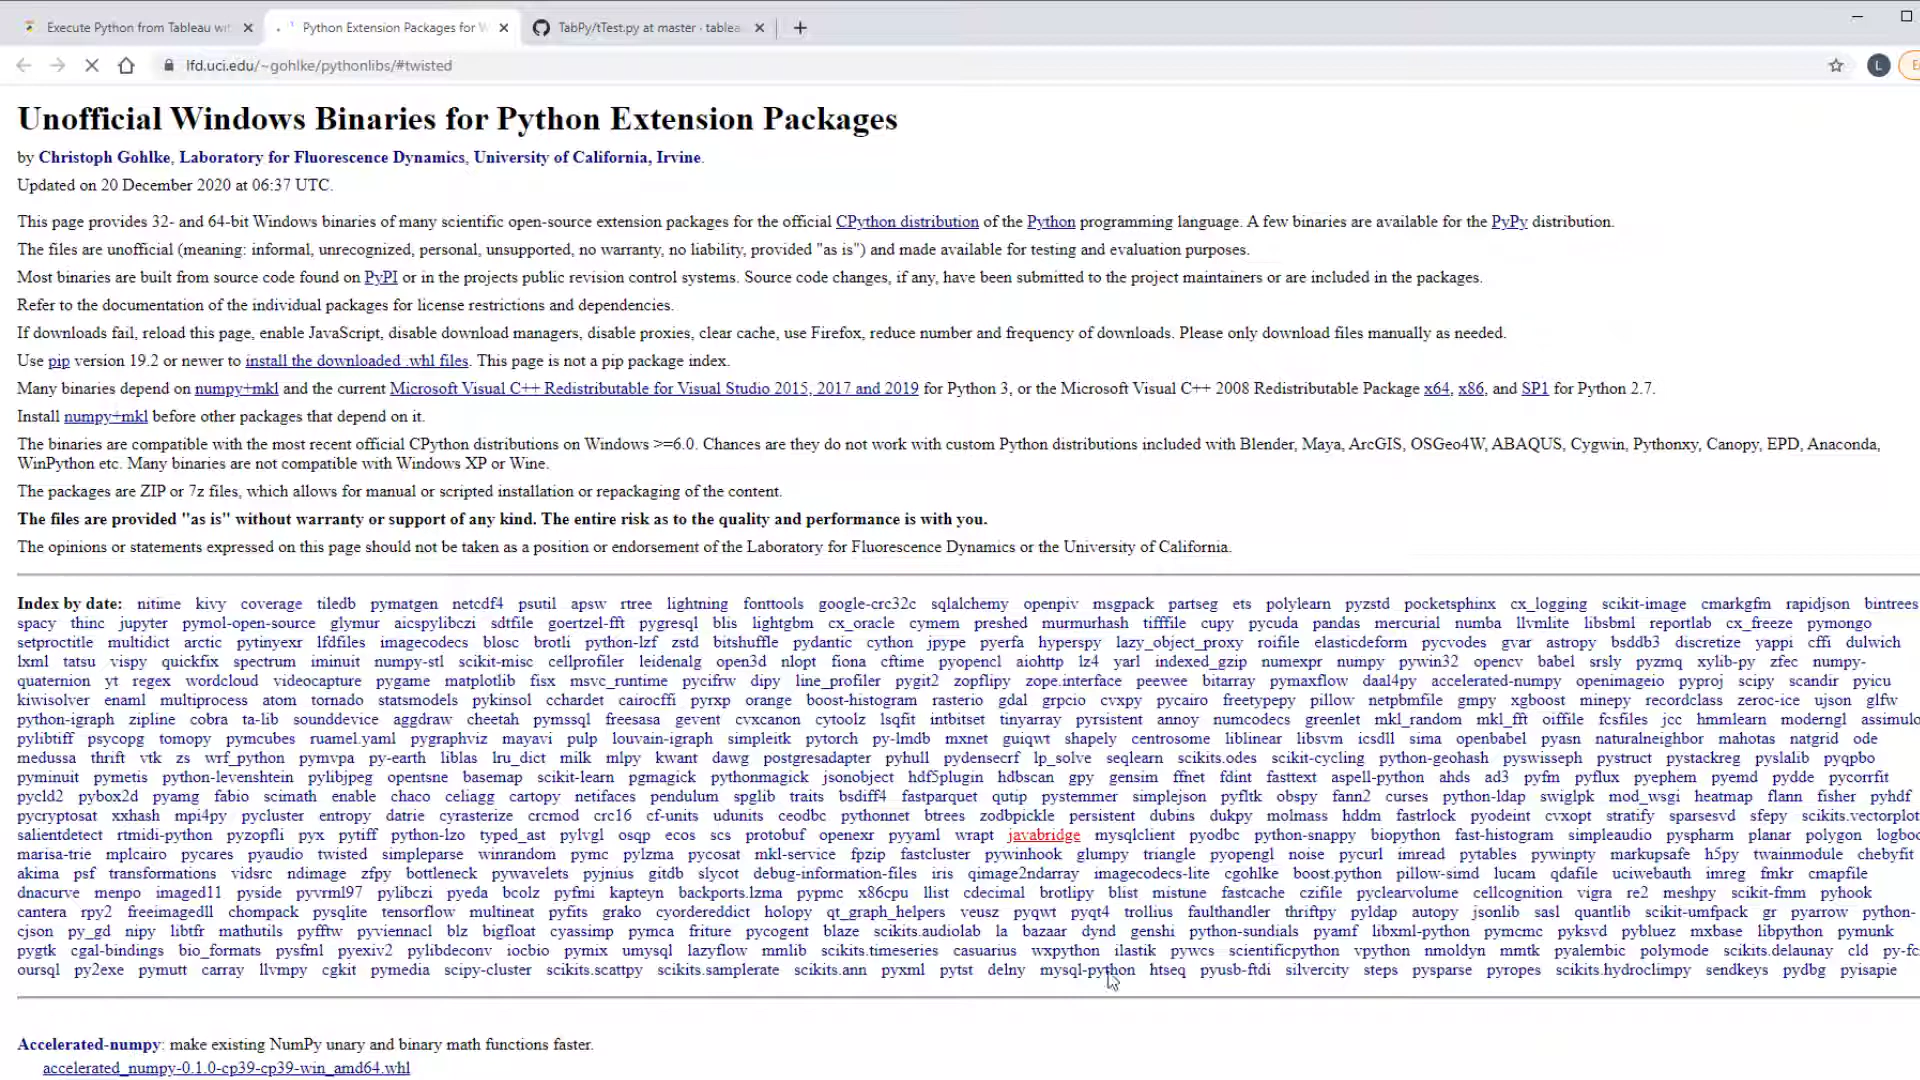 Execute Python from Tableau wit
Python Extension Packages for W
TabPy/tTest.py at master · tablea
lfd.uci.edu/~gohlke/pythonlibs/#twisted
L
Unofficial Windows Binaries for Python Extension Packages
by Christoph Gohlke, Laboratory for Fluorescence Dynamics, University of California, Irvine.
Updated on 20 December 2020 at 06:37 UTC.
This page provides 32- and 64-bit Windows binaries of many scientific open-source extension packages for the official CPython distribution of the Python programming language. A few binaries are available for the PyPy distribution.
The files are unofficial (meaning: informal, unrecognized, personal, unsupported, no warranty, no liability, provided "as is") and made available for testing and evaluation purposes.
Most binaries are built from source code found on PyPI or in the projects public revision control systems. Source code changes, if any, have been submitted to the project maintainers or are included in the packages.
Refer to the documentation of the individual packages for license restrictions and dependencies.
If downloads fail, reload this page, enable JavaScript, disable download managers, disable proxies, clear cache, use Firefox, reduce number and frequency of downloads. Please only download files manually as needed.
Use pip version 19.2 or newer to install the downloaded .whl files. This page is not a pip package index.
Many binaries depend on numpy+mkl and the current Microsoft Visual C++ Redistributable for Visual Studio 2015, 2017 and 2019 for Python 3, or the Microsoft Visual C++ 2008 Redistributable Package x64, x86, and SP1 for Python 2.7.
Install numpy+mkl before other packages that depend on it.
The binaries are compatible with the most recent official CPython distributions on Windows >=6.0. Chances are they do not work with custom Python distributions included with Blender, Maya, ArcGIS, OSGeo4W, ABAQUS, Cygwin, Pythonxy, Canopy, EPD, Anaconda,
WinPython etc. Many binaries are not compatible with Windows XP or Wine.
The packages are ZIP or 7z files, which allows for manual or scripted installation or repackaging of the content.
The files are provided "as is" without warranty or support of any kind. The entire risk as to the quality and performance is with you.
The opinions or statements expressed on this page should not be taken as a position or endorsement of the Laboratory for Fluorescence Dynamics or the University of California.
Index by date: nitime kivy coverage tiledb pymatgen netcdf4 psutil apsw rtree lightning fonttools google-crc32c sqlalchemy openpiv msgpack partseg ets polylearn pyzstd pocketsphinx cx_logging scikit-image cmarkgfm rapidjson bintrees
spacy thinc jupyter pymol-open-source glymur aicspylibczi sdtfile goertzel-fft pygresql blis lightgbm cx_oracle cymem preshed murmurhash tifffile cupy pycuda pandas mercurial numba llvmlite libsbml reportlab cx_freeze pymongo
setproctitle multidict arctic pytinyexr lfdfiles imagecodecs blosc brotli python-lzf zstd bitshuffle pydantic cython jpype pyerfa hyperspy lazy_object_proxy roifile elasticdeform pycvodes gvar astropy bsddb3 discretize yappi cffi dulwich
lxml tatsu vispy quickfix spectrum iminuit numpy-stl scikit-misc cellprofiler leidenalg open3d nlopt fiona cftime pyopencl aiohttp lz4 yarl indexed_gzip numexpr numpy pywin32 opencv babel srsly pyzmq xylib-py zfec numpy-
quaternion yt regex wordcloud videocapture pygame matplotlib fisx msvc_runtime pycifrw dipy line_profiler pygit2 zopflipy zope.interface peewee bitarray pymaxflow daal4py accelerated-numpy openimageio pyproj scipy scandir pyicu
kiwisolver enaml multiprocess atom tornado statsmodels pykinsol cchardet cairocffi pyrxp orange boost-histogram rasterio gdal grpcio cvxpy pycairo freetypepy pillow netpbmfile gmpy xgboost minepy recordclass zeroc-ice ujson glfw
python-igraph zipline cobra ta-lib sounddevice aggdraw cheetah pymssql freesasa gevent cvxcanon cytoolz lsqfit intbitset tinyarray pyrsistent annoy numcodecs greenlet mkl_random mkl_fft oiffile fcsfiles jcc hmmlearn moderngl assimulo
pylibtiff psycopg tomopy pymcubes ruamel.yaml pygraphviz mayavi pulp louvain-igraph simpleitk pytorch py-lmdb mxnet guiqwt shapely centrosome liblinear libsvm icsdll sima openbabel pyasn naturalneighbor mahotas natgrid ode
medussa thrift vtk zs wrf_python pymvpa py-earth liblas lru_dict milk mlpy kwant dawg postgresadapter pyhull pydensecrf lp_solve seqlearn scikits.odes scikit-cycling python-geohash pyswisseph pystruct pystackreg pyslalib pyqpbo
pyminuit pymetis python-levenshtein pylibjpeg opentsne basemap scikit-learn pgmagick pythonmagick jsonobject hdf5plugin hdbscan gpy gensim ffnet fdint fasttext aspell-python ahds ad3 pyfm pyflux pyephem pyemd pydde pycorrfit
pycld2 pybox2d pyamg fabio scimath enable chaco celiagg cartopy netifaces pendulum spglib traits bsdiff4 fastparquet qutip pystemmer simplejson pyfltk obspy fann2 curses python-ldap swiglpk mod_wsgi heatmap flann fisher pyhdf
pycryptosat xxhash mpi4py pycluster entropy datrie cyrasterize crcmod crc16 cf-units udunits ceodbc pythonnet btrees zodbpickle persistent dubins dukpy molmass hddm fastrlock pyodeint cvxopt stratify sparsesvd sfepy scikits.vectorplot
salientdetect rtmidi-python pyzopfli pyx pytiff python-lzo typed_ast pylvgl osqp ecos scs protobuf openexr pyyaml wrapt javabridge mysqlclient pyodbc python-snappy biopython fast-histogram simpleaudio pyspharm planar polygon logboo
marisa-trie mplcairo pycares pyaudio twisted simpleparse winrandom pymc pylzma pycosat mkl-service fpzip fastcluster pywinhook glumpy triangle pyopengl noise pycurl imread pytables pywinpty markupsafe h5py twainmodule chebyfit
akima psf transformations vidsrc ndimage zfpy bottleneck pywavelets pyjnius gitdb slycot debug-information-files iris qimage2ndarray imagecodecs-lite cgohlke boost.python pillow-simd lucam qdafile uciwebauth imreg fmkr cmapfile
dnacurve menpo imaged11 pyside pyvrml97 pylibczi pyeda bcolz pyfmi kapteyn backports.lzma pypmc x86cpu llist cdecimal brotlipy blist mistune fastcache czifile pyclearvolume cellcognition vigra re2 meshpy scikit-fmm pyhook
cantera rpy2 freeimagedll chompack pysqlite tensorflow multineat pyfits grako cyordereddict holopy qt_graph_helpers veusz pyqwt pyqt4 trollius faulthandler thriftpy pyldap autopy jsonlib sasl quantlib scikit-umfpack gr pyarrow python-
cjson py_gd nipy libtfr mathutils pyfftw pyviennacl blz bigfloat cyassimp pymca friture pycogent blaze scikits.audiolab la bazaar dynd genshi python-sundials pyamf libxml-python pymcmc pyksvd pybluez mxbase libpython pymunk
pygtk cgal-bindings bio_formats pysfml pyexiv2 pylibdeconv iocbio pymix umysql lazyflow mmlib scikits.timeseries casuarius wxpython ilastik pywcs scientificpython vpython nmoldyn mmtk pyalembic polymode scikits.delaunay cld py-fc
oursql py2exe pymutt carray llvmpy cgkit pymedia scipy-cluster scikits.scattpy scikits.samplerate scikits.ann pyxml pytst delny mysql-python htseq pyusb-ftdi silvercity steps pysparse pyropes scikits.hydroclimpy sendkeys pydbg pyisapie
Accelerated-numpy: make existing NumPy unary and binary math functions faster.
accelerated_numpy-0.1.0-cp39-cp39-win_amd64.whl